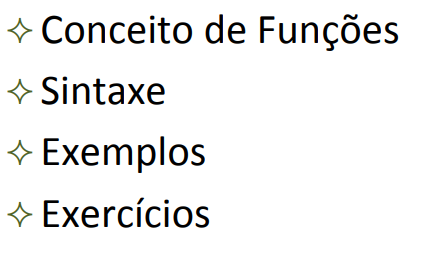 Conceito de Funções
Sintaxe
Exemplos
Exercícios